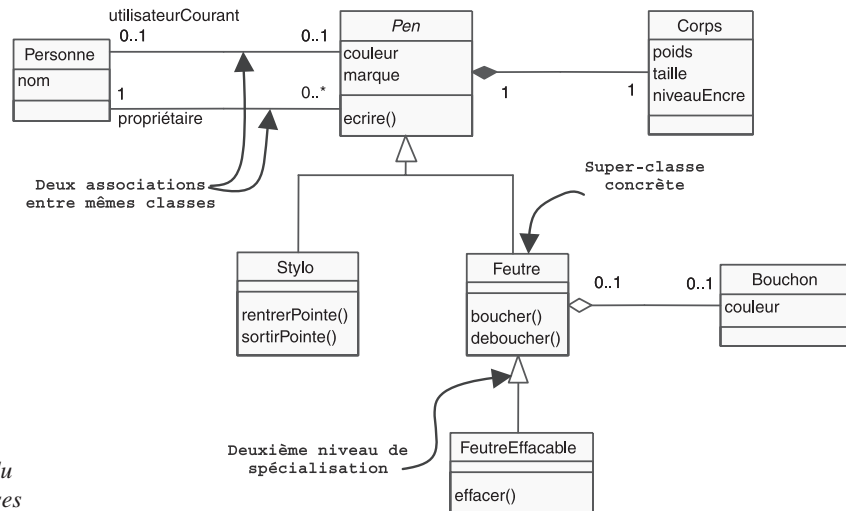 utilisateurCourant
0..1
0..1
Personne
nom
1
0..*
propriétaire
Pen
couleur
marque
ecrire()
1
1
Corps
poids
taille
niveauEncre
Deux associations
entre mêmes classes
Super-classe
concrète
Stylo
rentrerPointe()
sortirPointe()
Feutre
boucher()
deboucher()
0..1
0..1
Bouchon
couleur
Deuxième niveau de
spécialisation
FeutreEffacable
effacer()